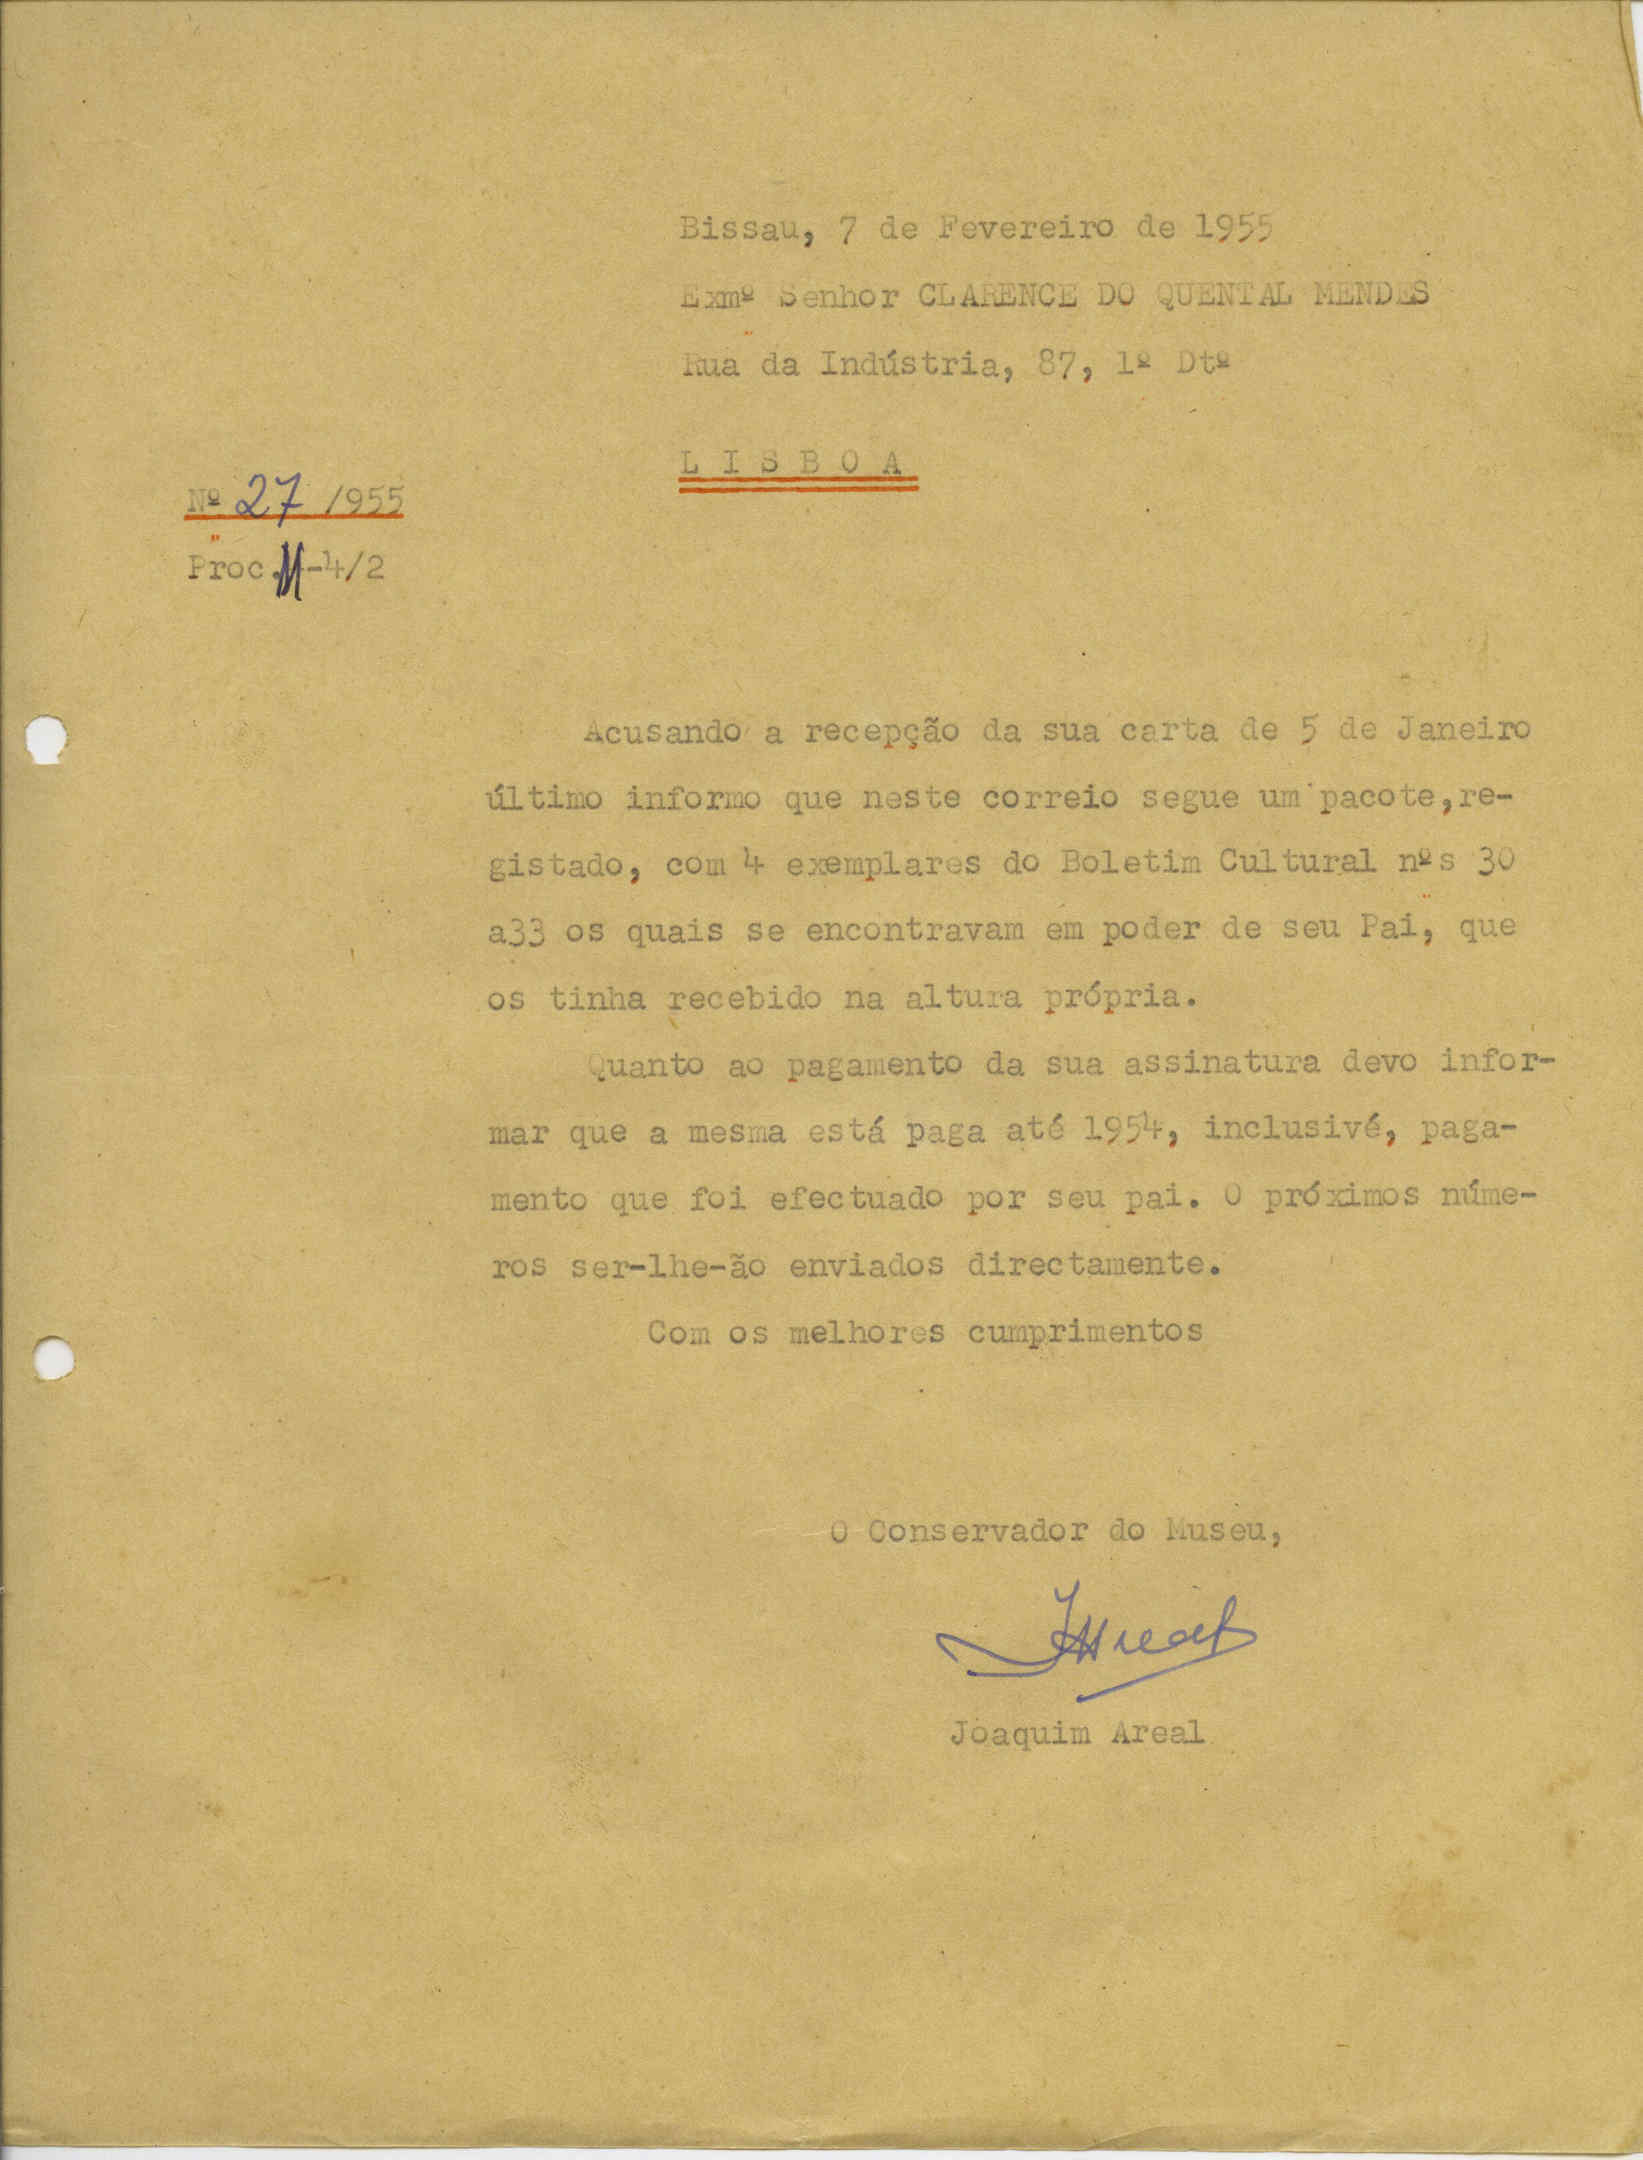 Bissau, 7 de Fevereiro de 1955
Exmº Senhor CLARENCE DO QUENTAL MENDES
Rua da Indústria, 87, 1º Dtº
L I S B O A
Nº 27 /955
Proc.M-4/2
Acusando a recepção da sua carta de 5 de Janeiro
último informo que neste correio segue um pacote,re-
gistado, com 4 exemplares do Boletim Cultural nºs 30
a33 os quais se encontravam em poder de seu Pai, que
os tinha recebido na altura própria.
Quanto ao pagamento da sua assinatura devo infor-
mar que a mesma está paga até 1954, inclusivé, paga-
mento que foi efectuado por seu pai. O próximos núme-
ros ser-lhe-ão enviados directamente.
Com os melhores cumprimentos
O Conservador do Museu,
JAreal
Joaquim Areal